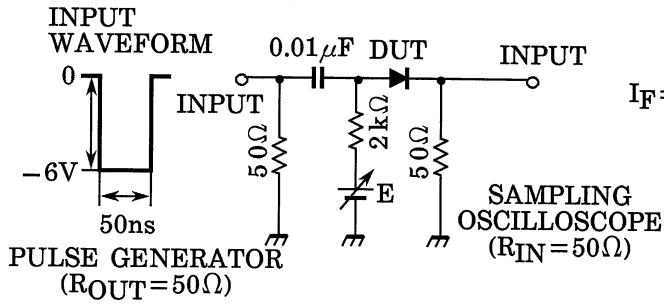 INPUT
WAVEFORM
0
−6V
50ns
PULSE GENERATOR
(ROUT=50Ω)
INPUT
50Ω
0.01μF
DUT
2kΩ
E
50Ω
INPUT
SAMPLING
OSCILLOSCOPE
(RIN=50Ω)
IF=